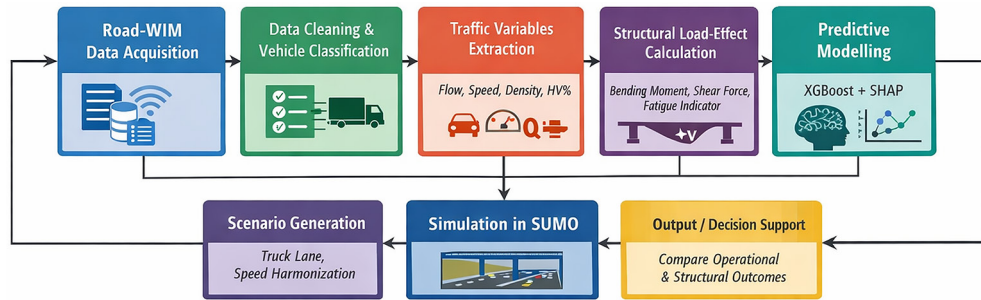 Road-WIM
Data Acquisition
Data Cleaning &
Vehicle Classification
Traffic Variables
Extraction
Flow, Speed, Density, HV%
Structural Load-Effect
Calculation
Bending Moment, Shear Force,
Fatigue Indicator
V
Predictive
Modelling
XGBoost + SHAP
Scenario Generation
Truck Lane,
Speed Harmonization
Simulation in SUMO
Output / Decision Support
Compare Operational
& Structural Outcomes